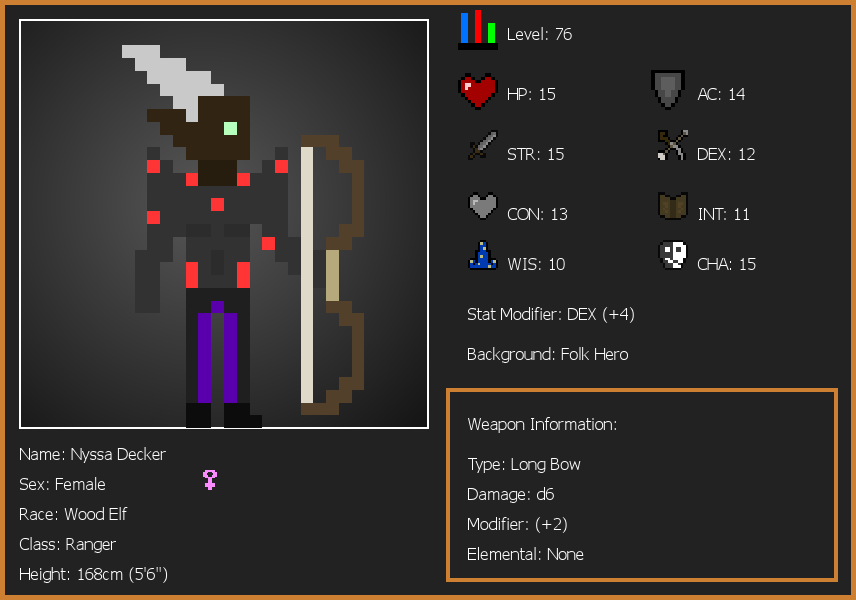 Level: 76
HP: 15
AC: 14
STR: 15
DEX: 12
CON: 13
INT: 11
WIS: 10
CHA: 15
Stat Modifier: DEX (+4)
Background: Folk Hero
Weapon Information:
Type: Long Bow
Damage: d6
Modifier: (+2)
Elemental: None
Name: Nyssa Decker
Sex: Female
Race: Wood Elf
Class: Ranger
Height: 168cm (5'6")